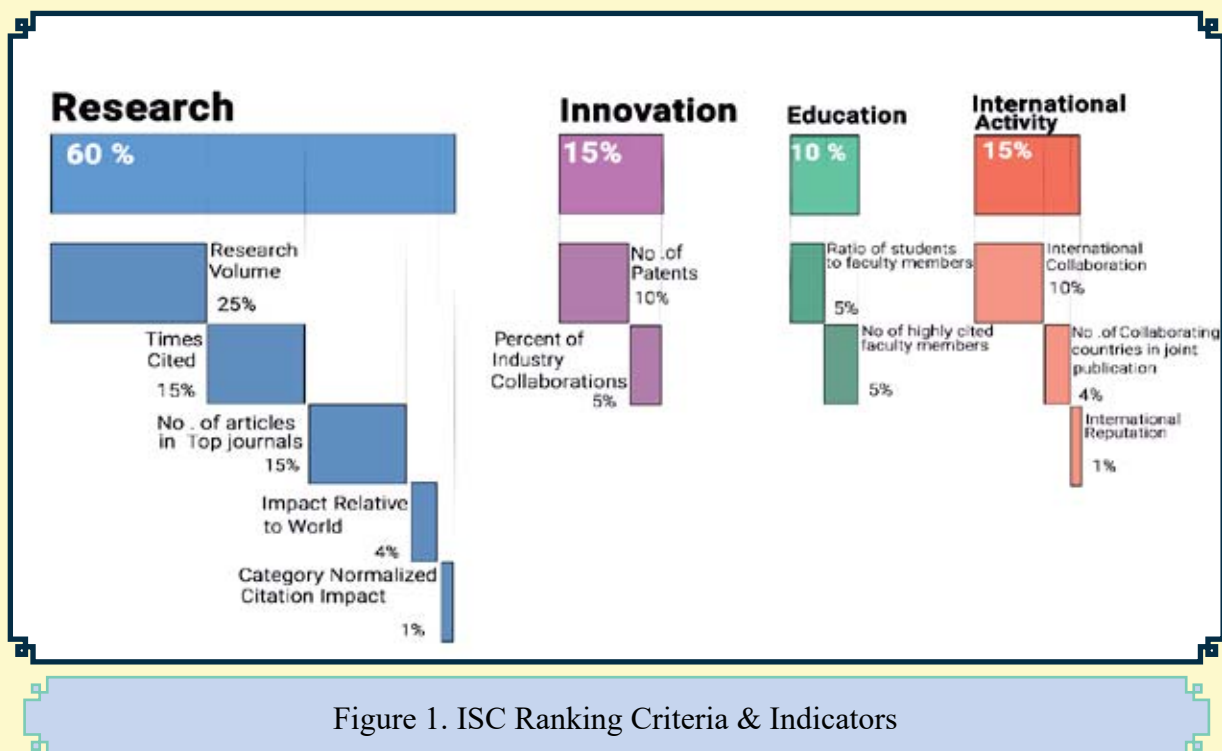 Research
60 %
Research
Volume
25%
Times
Cited
15%
No . of articles
in Top journals
15%
Impact Relative
to World
4%
Category Normalized
Citation Impact
1%
Innovation
15%
No .of
Patents
10%
Percent of
Industry
Collaborations
5%
Education
10 %
Ratio of students
to faculty members
5%
No of highly cited
faculty members
5%
International
Activity
15%
International
Collaboration
10%
No .of Collaborating
countries in joint
publication
4%
International
Reputation
1%
Figure 1. ISC Ranking Criteria & Indicators